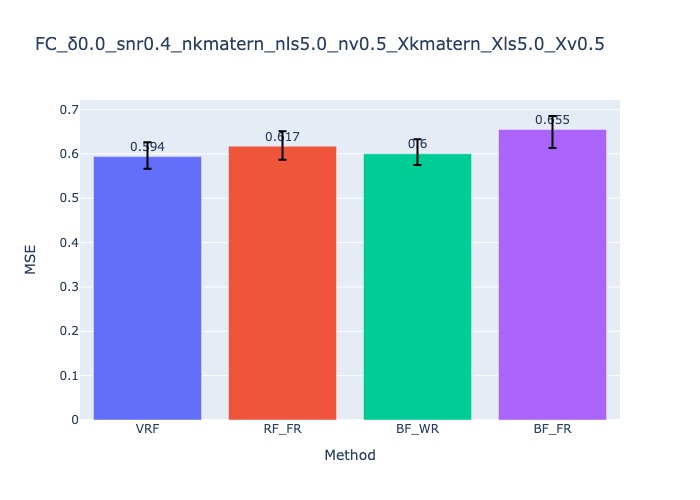 FC_δ0.0_snr0.4_nkmatern_nls5.0_nv0.5_Xkmatern_Xls5.0_Xv0.5
0.7
0.6
0.5
0.4
0.3
0.2
0.1
0
MSE
0.594
0.617
0.6
0.655
VRF
RF_FR
BF_WR
BF_FR
Method